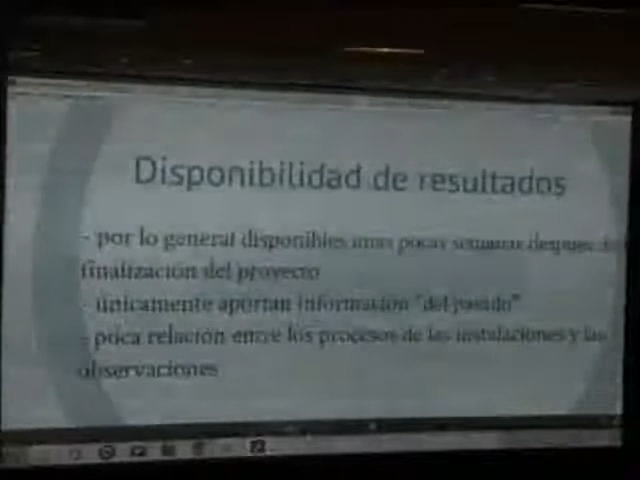 Disponibilidad de resultados
- por lo general disponibles unas pocas semanas después de
finalización del proyecto
- únicamente aportan información "del pasado"
- poca relación entre los procesos de las instalaciones y las
observaciones